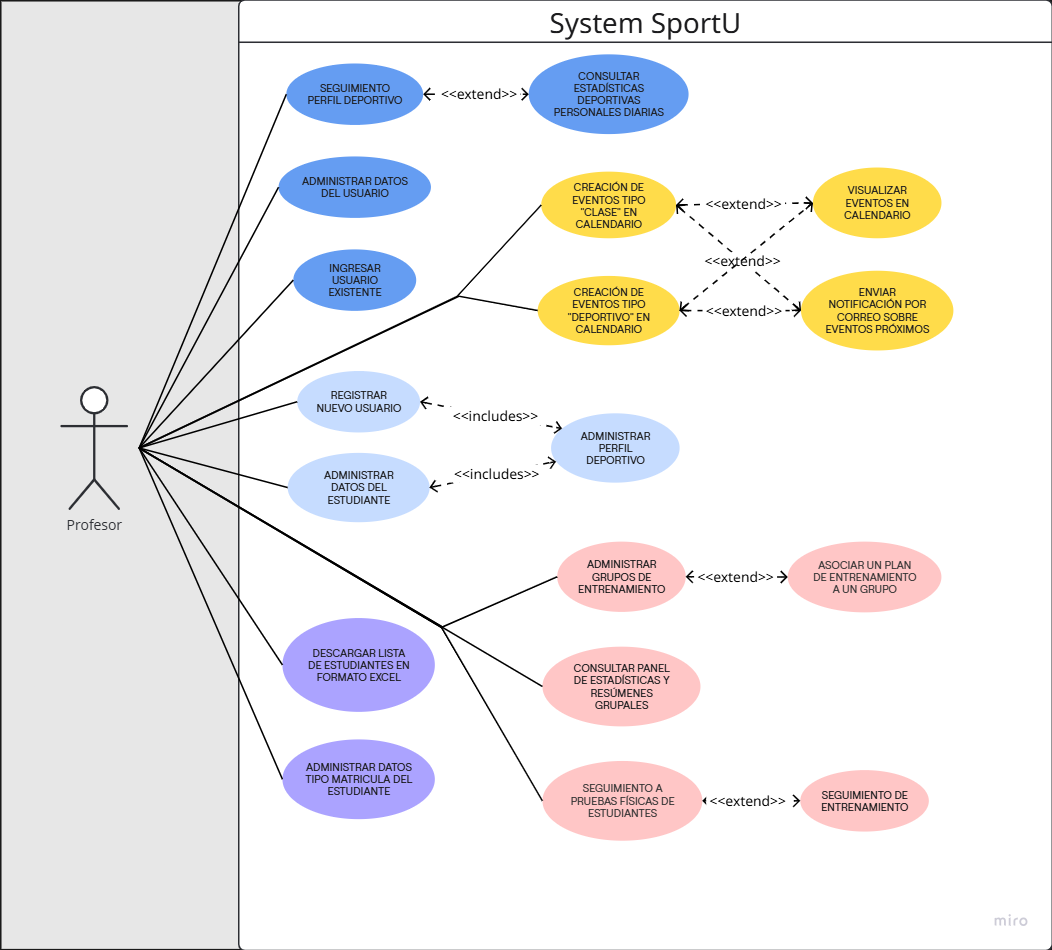 System SportU
SEGUIMIENTO
PERFIL DEPORTIVO
<<extend>>
CONSULTAR
ESTADÍSTICAS
DEPORTIVAS
PERSONALES DIARIAS
ADMINISTRAR DATOS
DEL USUARIO
CREACIÓN DE
EVENTOS TIPO
"CLASE" EN
CALENDARIO
<<extend>>
VISUALIZAR
EVENTOS EN
CALENDARIO
INGRESAR
USUARIO
EXISTENTE
<<extend>>
CREACIÓN DE
EVENTOS TIPO
"DEPORTIVO" EN
CALENDARIO
<<extend>>
ENVIAR
NOTIFICACIÓN POR
CORREO SOBRE
EVENTOS PRÓXIMOS
REGISTRAR
NUEVO USUARIO
<<includes>>
ADMINISTRAR
PERFIL
DEPORTIVO
ADMINISTRAR
DATOS DEL
ESTUDIANTE
<<includes>>
Profesor
ADMINISTRAR
GRUPOS DE
ENTRENAMIENTO
<<extend>>
ASOCIAR UN PLAN
DE ENTRENAMIENTO
A UN GRUPO
DESCARGAR LISTA
DE ESTUDIANTES EN
FORMATO EXCEL
CONSULTAR PANEL
DE ESTADÍSTICAS Y
RESÚMENES
GRUPALES
ADMINISTRAR DATOS
TIPO MATRICULA DEL
ESTUDIANTE
SEGUIMIENTO A
PRUEBAS FÍSICAS DE
ESTUDIANTES
<<extend>>
SEGUIMIENTO DE
ENTRENAMIENTO
miro